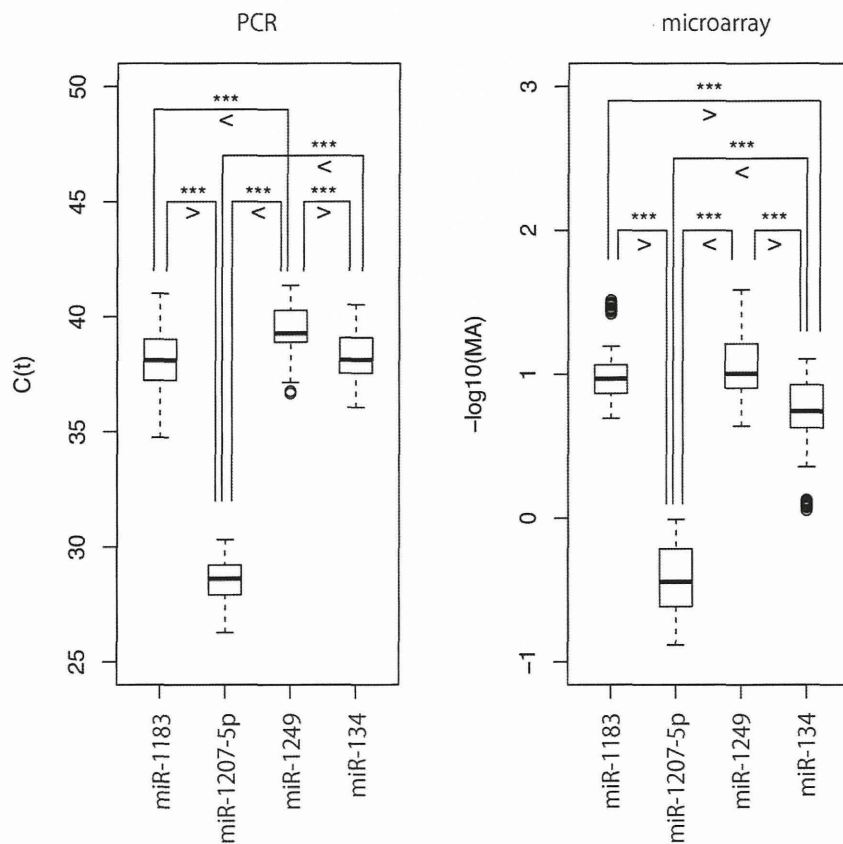 PCR
microarray
C(t)
50
45
40
35
30
25
***
<
***
<
***
>
***
<
***
>
miR-1183
miR-1207-5p
miR-1249
miR-134
-log10(MA)
3
2
1
0
-1
***
>
***
<
***
>
***
<
***
>
miR-1183
miR-1207-5p
miR-1249
miR-134